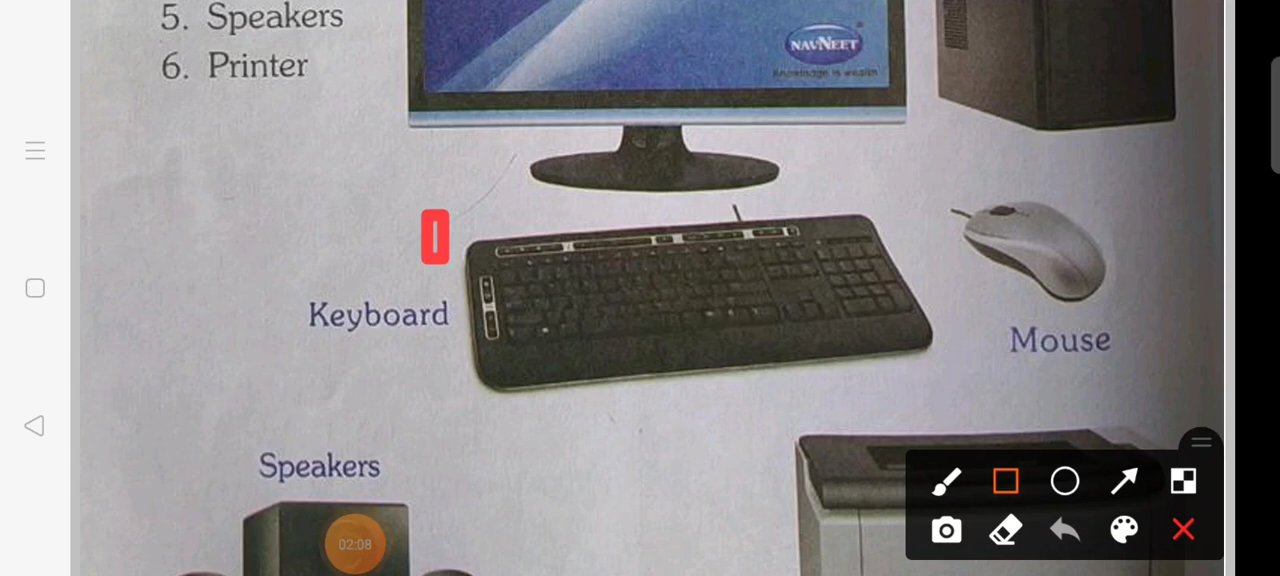 5. Speakers
6. Printer
NAVNEET
Knowledge is wealth
Keyboard
Mouse
Speakers
02:08